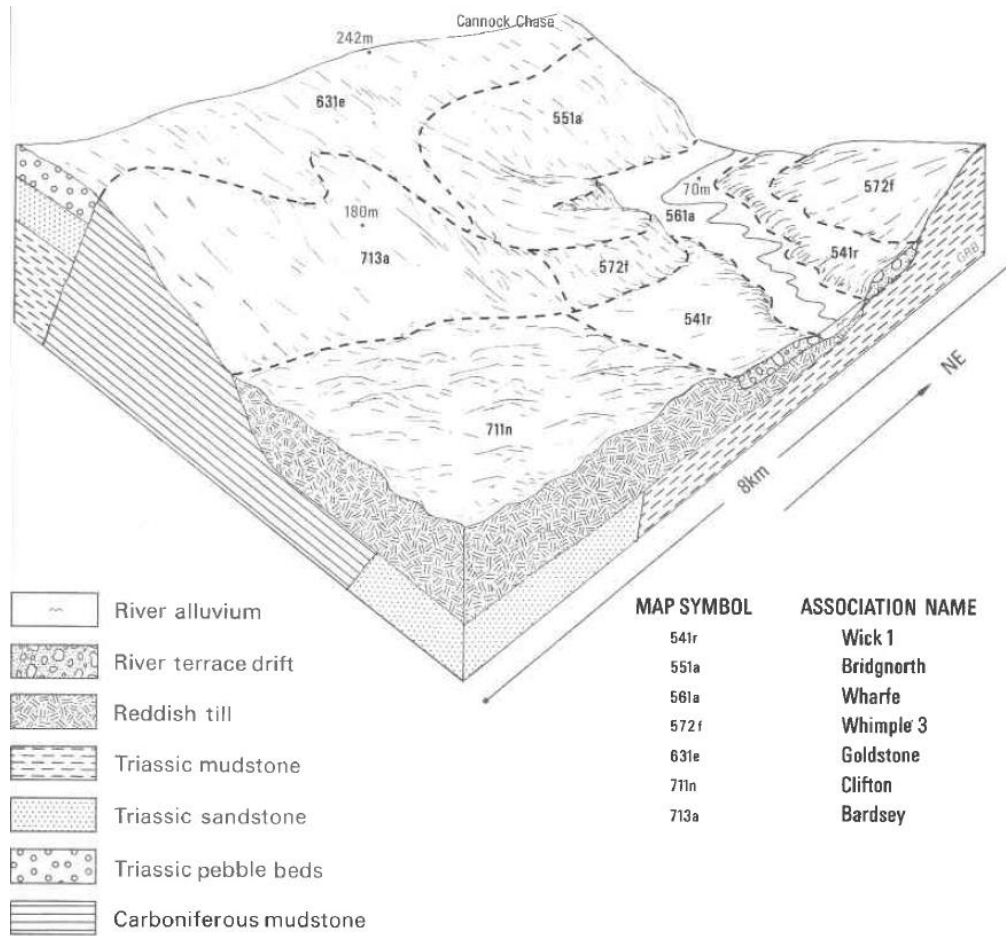 Cannock Chase
242m
631e
551a
572f
70m
180m
561a
713a
572f
541r
GRB
541r
NE
711n
8km
River alluvium
River terrace drift
Reddish till
Triassic mudstone
Triassic sandstone
Triassic pebble beds
Carboniferous mudstone
MAP SYMBOL ASSOCIATION NAME
541r Wick 1
551a Bridgnorth
561a Wharfe
572f Whimple 3
631e Goldstone
711n Clifton
713a Bardsey